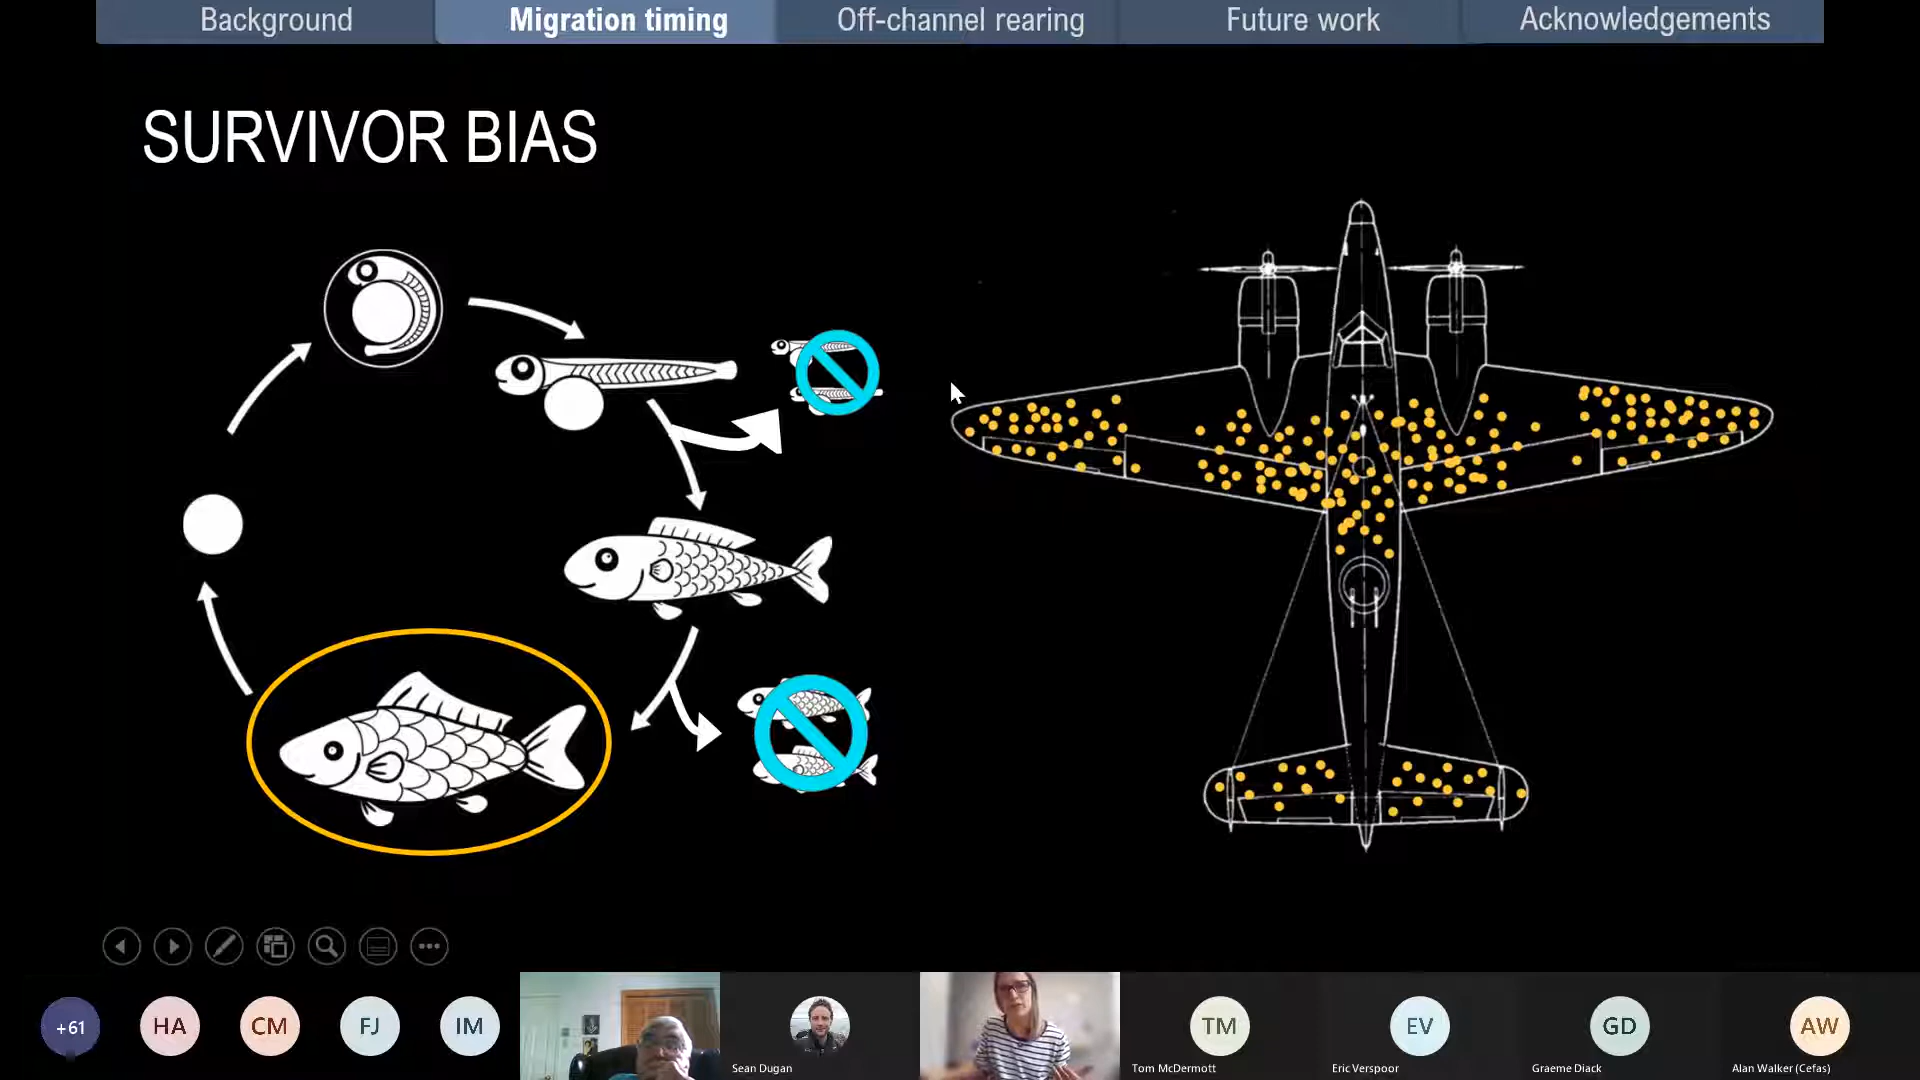 Background
Migration timing
Off-channel rearing
Future work
Acknowledgements
SURVIVOR BIAS
+61
HA
CM
FJ
IM
Sean Dugan
TM
Tom McDermott
EV
Eric Verspoor
GD
Graeme Diack
AW
Alan Walker (Cefas)